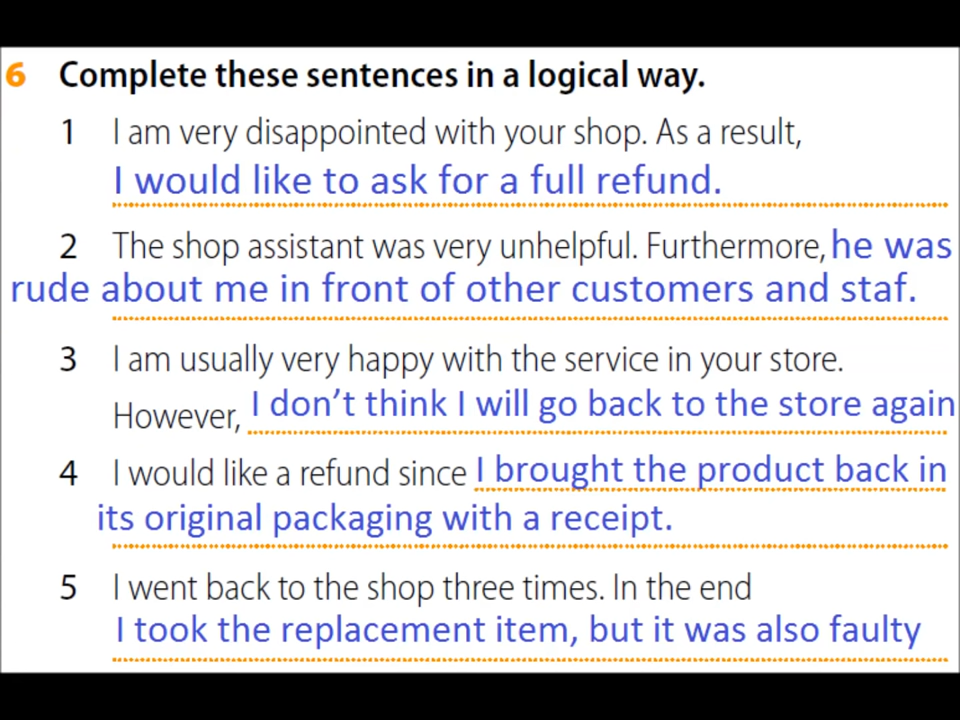 6 Complete these sentences in a logical way.
1 I am very disappointed with your shop. As a result,
I would like to ask for a full refund.
2 The shop assistant was very unhelpful. Furthermore, he was
rude about me in front of other customers and staf.
3 I am usually very happy with the service in your store.
However, I don't think I will go back to the store again
4 I would like a refund since I brought the product back in
its original packaging with a receipt.
5 I went back to the shop three times. In the end
I took the replacement item, but it was also faulty